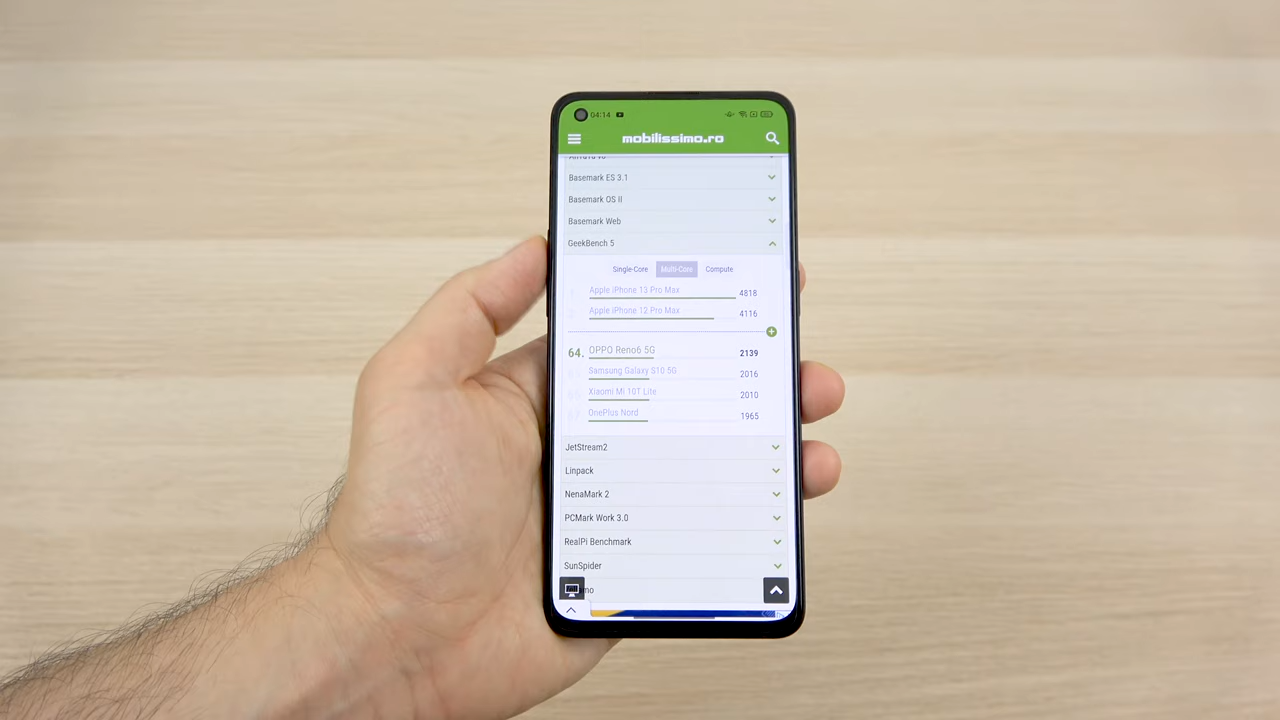 04:14
mobilissimo.ro
Basemark ES 3.1
Basemark OS II
Basemark Web
GeekBench 5
Single-Core Multi-Core Compute
Apple iPhone 13 Pro Max 4818
Apple iPhone 12 Pro Max 4116
64. OPPO Reno6 5G 2139
Samsung Galaxy S10 5G 2016
Xiaomi Mi 10T Lite 2010
OnePlus Nord 1965
JetStream2
Linpack
NenaMark 2
PCMark Work 3.0
RealPi Benchmark
SunSpider